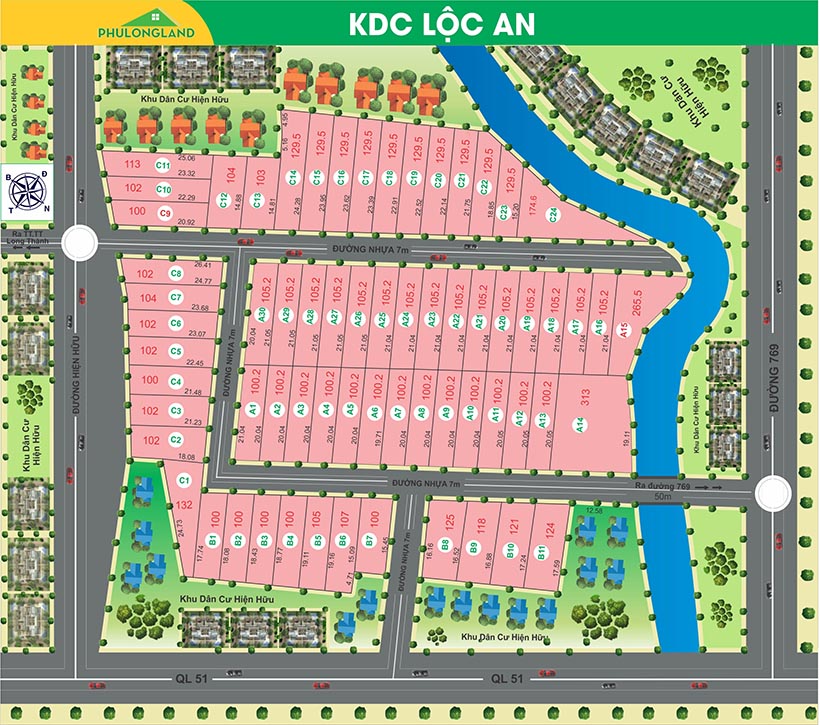 PHULONGLAND
KDC LỘC AN
Khu Dân Cư Hiện Hữu
Khu Dân Cư Hiện Hữu
Khu Dân Cư
Hiện Hữu
B
Đ
T
N
Ra TT.TT
Long Thành
113
C11
25.06
102
C10
23.32
100
C9
22.29
20.92
C12
104
14.88
C13
103
14.81
5.16
4.95
C14
129.5
24.28
C15
129.5
23.95
C16
129.5
23.62
C17
129.5
23.39
C18
129.5
22.91
C19
129.5
22.52
C20
129.5
22.14
C21
129.5
21.75
C22
129.5
18.85
C23
129.5
15.20
C24
174.6
ĐƯỜNG NHỰA 7m
102
C8
26.41
24.77
104
C7
23.68
102
C6
23.07
102
C5
22.45
100
C4
21.48
102
C3
21.23
102
C2
18.08
C1
132
24.73
ĐƯỜNG NHỰA 7m
A30
105.2
20.04
A29
105.2
21.05
A28
105.2
21.05
A27
105.2
21.05
A26
105.2
21.05
A25
105.2
21.04
A24
105.2
21.04
A23
105.2
21.04
A22
105.2
21.04
A21
105.2
21.04
A20
105.2
21.04
A19
105.2
21.04
A18
105.2
21.04
A17
105.2
21.04
A16
105.2
21.04
A15
265.5
A1
100.2
21.04
A2
100.2
20.04
A3
100.2
20.04
A4
100.2
20.04
A5
100.2
20.04
A6
100.2
19.71
A7
100.2
20.04
A8
100.2
20.04
A9
100.2
20.04
A10
100.2
20.04
A11
100.2
20.05
A12
100.2
20.05
A13
100.2
20.04
A14
313
19.11
ĐƯỜNG HIỆN HỮU
ĐƯỜNG 769
Khu Dân Cư Hiện Hữu
Khu Dân Cư
Hiện Hữu
ĐƯỜNG NHỰA 7m
Ra đường 769
50m
B1
100
17.74
B2
100
18.08
B3
100
18.43
B4
100
18.77
B5
105
19.11
B6
107
19.16
15.09
4.71
B7
100
15.45
ĐƯỜNG NHỰA 7m
B8
125
16.16
16.52
B9
118
16.88
B10
121
17.24
B11
124
17.59
12.58
Khu Dân Cư Hiện Hữu
Khu Dân Cư Hiện Hữu
QL 51
QL 51